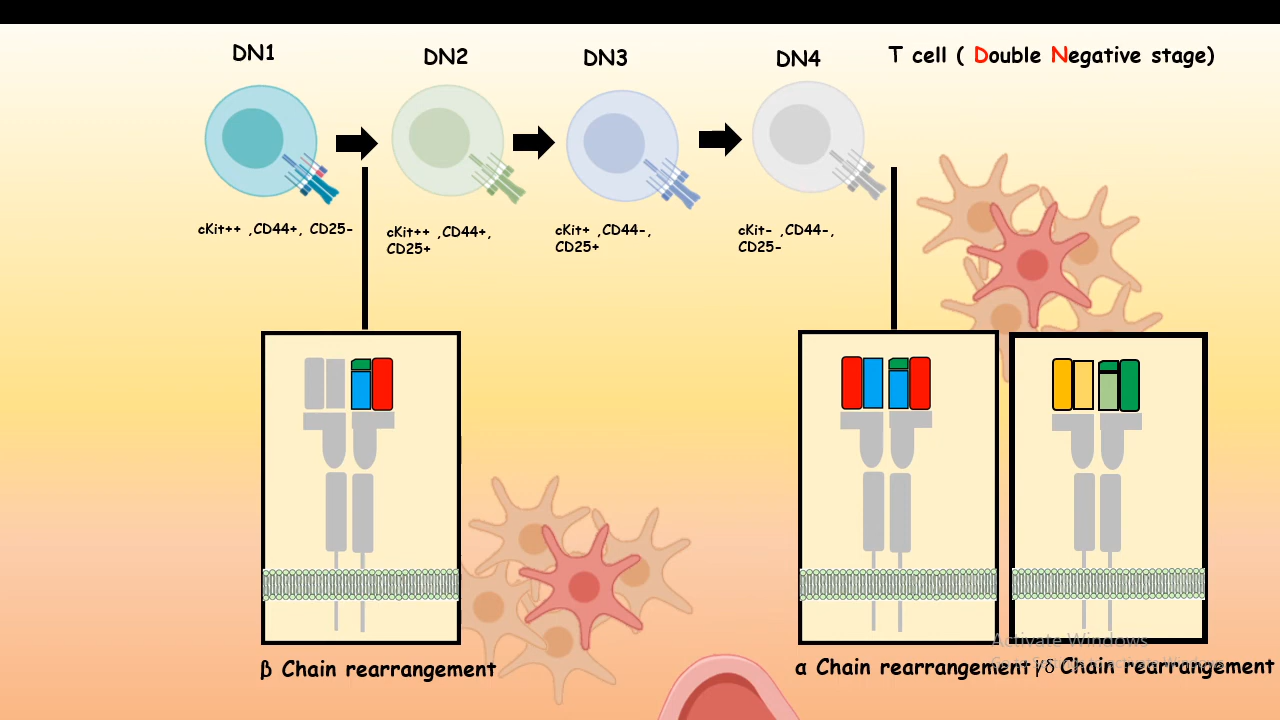 DN1
DN2
DN3
DN4
T cell ( Double Negative stage)
cKit++ ,CD44+, CD25-
cKit++ ,CD44+,
CD25+
cKit+ ,CD44-,
CD25+
cKit- ,CD44-,
CD25-
Activate Windows
β Chain rearrangement
α Chain rearrangement
γδ Chain rearrangement